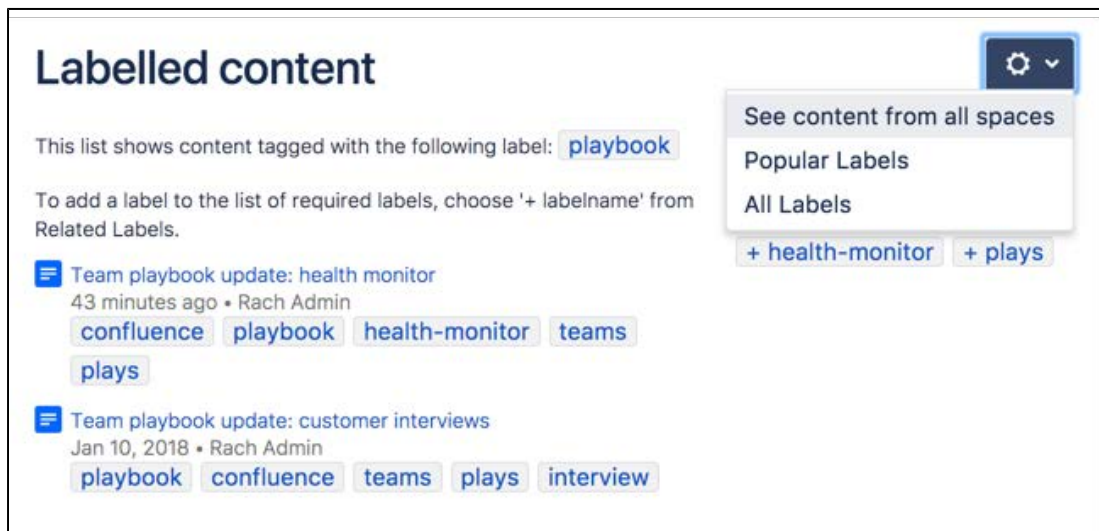 Labelled content
See content from all spaces
Popular Labels
All Labels
+ health-monitor + plays
This list shows content tagged with the following label: playbook
To add a label to the list of required labels, choose '+ labelname' from
Related Labels.
Team playbook update: health monitor
43 minutes ago • Rach Admin
confluence playbook health-monitor teams
plays
Team playbook update: customer interviews
Jan 10, 2018 • Rach Admin
playbook confluence teams plays interview